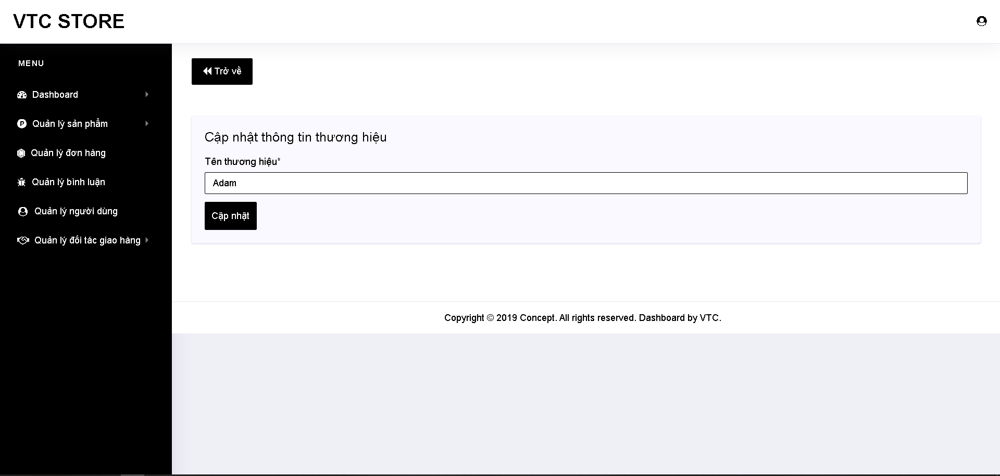 VTC STORE
MENU
Dashboard
Quản lý sản phẩm
Quản lý đơn hàng
Quản lý bình luận
Quản lý người dùng
Quản lý đối tác giao hàng
Trở về
Cập nhật thông tin thương hiệu
Tên thương hiệu*
Adam
Cập nhật
Copyright © 2019 Concept. All rights reserved. Dashboard by VTC.